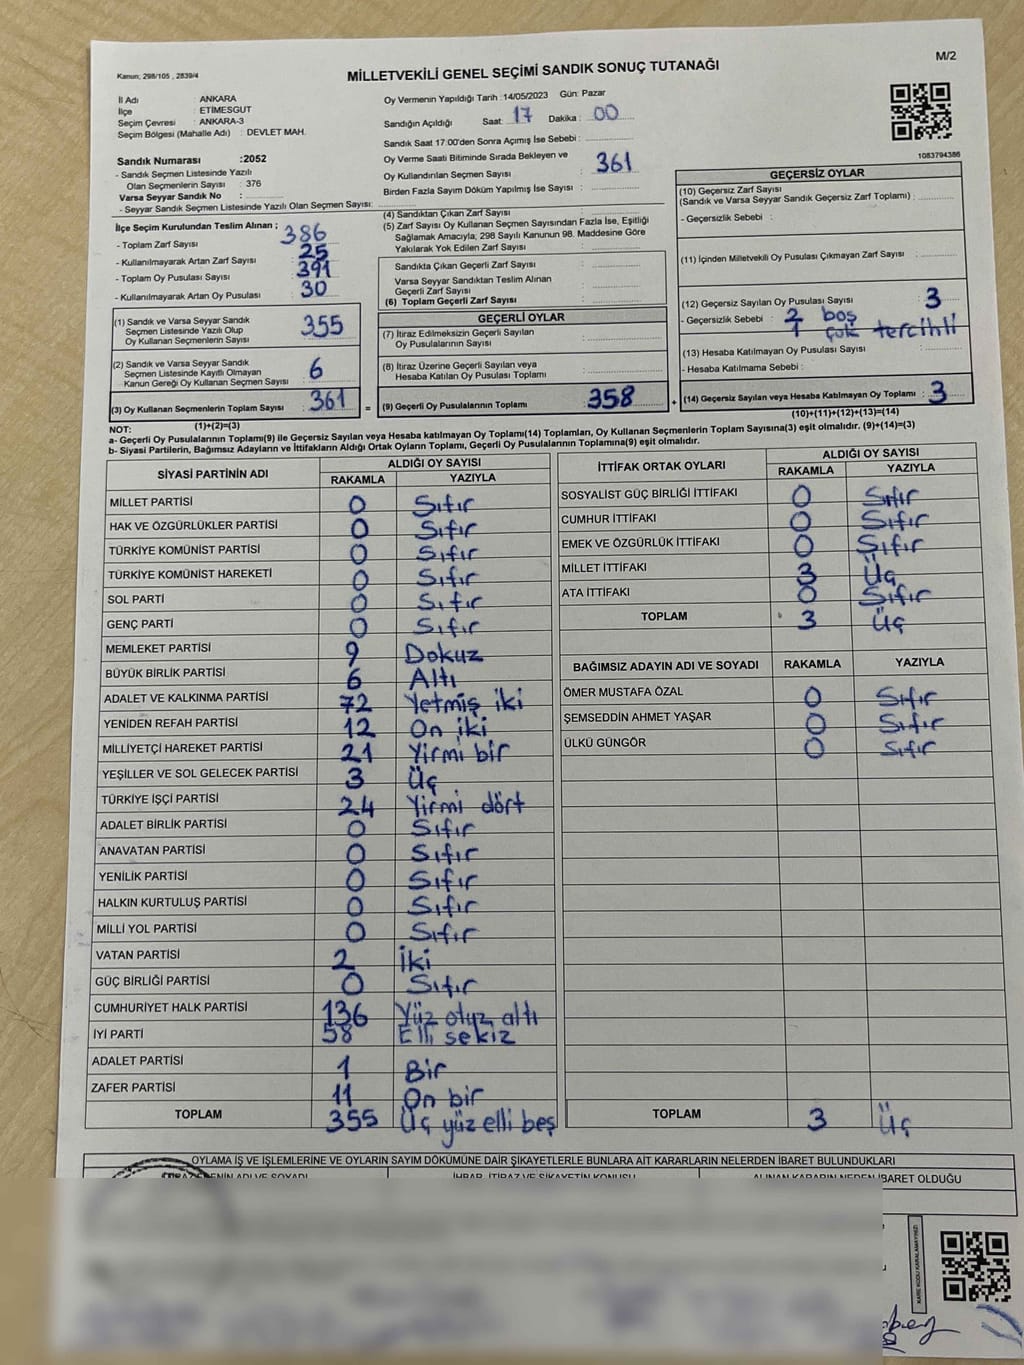 M/2
Kanun; 298/105 , 2839/4
MİLLETVEKİLİ GENEL SEÇİMİ SANDIK SONUÇ TUTANAĞI
İl Adı ANKARA
İlçe : ETİMESGUT
Seçim Çevresi : ANKARA-3
Seçim Bölgesi (Mahalle Adı) : DEVLET MAH.
Sandık Numarası :2052
- Sandık Seçmen Listesinde Yazılı
Olan Seçmenlerin Sayısı : 376
Varsa Seyyar Sandık No :
- Seyyar Sandık Seçmen Listesinde Yazılı Olan Seçmen Sayısı:
Oy Vermenin Yapıldığı Tarih :14/05/2023 Gün: Pazar
Sandığın Açıldığı Saat: 17 Dakika : 00
Sandık Saat 17:00'den Sonra Açımış İse Sebebi :
Oy Verme Saati Bitiminde Sırada Bekleyen ve
Oy Kullandırılan Seçmen Sayısı : 361
Birden Fazla Sayım Döküm Yapılmış İse Sayısı :
1083794386
İlçe Seçim Kurulundan Teslim Alınan ;
- Toplam Zarf Sayısı : 386
- Kullanılmayarak Artan Zarf Sayısı : 25
- Toplam Oy Pusulası Sayısı : 391
- Kullanılmayarak Artan Oy Pusulası : 30
(1) Sandık ve Varsa Seyyar Sandık
Seçmen Listesinde Yazılı Olup
Oy Kullanan Seçmenlerin Sayısı : 355
(2) Sandık ve Varsa Seyyar Sandık
Seçmen Listesinde Kayıtlı Olmayan
Kanun Gereği Oy Kullanan Seçmen Sayısı : 6
(3) Oy Kullanan Seçmenlerin Toplam Sayısı : 361
(1)+(2)=(3)
(4) Sandıktan Çıkan Zarf Sayısı :
(5) Zarf Sayısı Oy Kullanan Seçmen Sayısından Fazla İse, Eşitliği
Sağlamak Amacıyla, 298 Sayılı Kanunun 98. Maddesine Göre
Yakılarak Yok Edilen Zarf Sayısı :
Sandıkta Çıkan Geçerli Zarf Sayısı :
Varsa Seyyar Sandıktan Teslim Alınan
Geçerli Zarf Sayısı :
(6) Toplam Geçerli Zarf Sayısı :
GEÇERLİ OYLAR
(7) İtiraz Edilmeksizin Geçerli Sayılan
Oy Pusulalarının Sayısı :
(8) İtiraz Üzerine Geçerli Sayılan veya
Hesaba Katılan Oy Pusulası Toplamı :
= (9) Geçerli Oy Pusulalarının Toplamı : 358 +
GEÇERSİZ OYLAR
(10) Geçersiz Zarf Sayısı
(Sandık ve Varsa Seyyar Sandık Geçersiz Zarf Toplamı) :
- Geçersizlik Sebebi :
(11) İçinden Milletvekili Oy Pusulası Çıkmayan Zarf Sayısı :
(12) Geçersiz Sayılan Oy Pusulası Sayısı : 3
- Geçersizlik Sebebi : 2 boş
1 çok tercihli
(13) Hesaba Katılmayan Oy Pusulası Sayısı :
- Hesaba Katılmama Sebebi :
(14) Geçersiz Sayılan veya Hesaba Katılmayan Oy Toplamı : 3
(10)+(11)+(12)+(13)=(14)
NOT:
a- Geçerli Oy Pusulalarının Toplamı(9) ile Geçersiz Sayılan veya Hesaba katılmayan Oy Toplamı(14) Toplamları, Oy Kullanan Seçmenlerin Toplam Sayısına(3) eşit olmalıdır. (9)+(14)=(3)
b- Siyasi Partilerin, Bağımsız Adayların ve İttifakların Aldığı Ortak Oyların Toplamı, Geçerli Oy Pusulalarının Toplamına(9) eşit olmalıdır.
SİYASİ PARTİNİN ADI ALDIĞI OY SAYISI
RAKAMLA YAZIYLA
MİLLET PARTİSİ 0 Sıfır
HAK VE ÖZGÜRLÜKLER PARTİSİ 0 Sıfır
TÜRKİYE KOMÜNİST PARTİSİ 0 Sıfır
TÜRKİYE KOMÜNİST HAREKETİ 0 Sıfır
SOL PARTİ 0 Sıfır
GENÇ PARTİ 0 Sıfır
MEMLEKET PARTİSİ 9 Dokuz
BÜYÜK BİRLİK PARTİSİ 6 Altı
ADALET VE KALKINMA PARTİSİ 72 Yetmiş iki
YENİDEN REFAH PARTİSİ 12 On iki
MİLLİYETÇİ HAREKET PARTİSİ 21 Yirmi bir
YEŞİLLER VE SOL GELECEK PARTİSİ 3 Üç
TÜRKİYE İŞÇİ PARTİSİ 24 Yirmi dört
ADALET BİRLİK PARTİSİ 0 Sıfır
ANAVATAN PARTİSİ 0 Sıfır
YENİLİK PARTİSİ 0 Sıfır
HALKIN KURTULUŞ PARTİSİ 0 Sıfır
MİLLİ YOL PARTİSİ 0 Sıfır
VATAN PARTİSİ 2 İki
GÜÇ BİRLİĞİ PARTİSİ 0 Sıfır
CUMHURİYET HALK PARTİSİ 136 Yüz otuz altı
İYİ PARTİ 58 Elli sekiz
ADALET PARTİSİ 1 Bir
ZAFER PARTİSİ 11 On bir
TOPLAM 355 Üç yüz elli beş
İTTİFAK ORTAK OYLARI ALDIĞI OY SAYISI
RAKAMLA YAZIYLA
SOSYALİST GÜÇ BİRLİĞİ İTTİFAKI 0 Sıfır
CUMHUR İTTİFAKI 0 Sıfır
EMEK VE ÖZGÜRLÜK İTTİFAKI 0 Sıfır
MİLLET İTTİFAKI 3 Üç
ATA İTTİFAKI 0 Sıfır
TOPLAM 3 Üç
BAĞIMSIZ ADAYIN ADI VE SOYADI RAKAMLA YAZIYLA
ÖMER MUSTAFA ÖZAL 0 Sıfır
ŞEMSEDDİN AHMET YAŞAR 0 Sıfır
ÜLKÜ GÜNGÖR 0 Sıfır
TOPLAM 3 Üç
OYLAMA İŞ VE İŞLEMLERİNE VE OYLARIN SAYIM DÖKÜMÜNE DAİR ŞİKAYETLERLE BUNLARA AİT KARARLARIN NELERDEN İBARET BULUNDUKLARI
ADI VE SOYADI İHBAR, İTİRAZ VE ŞİKAYETİN KONUSU ALINAN KARARIN NEDEN İBARET OLDUĞU
KARE KODU KARALAMAYINIZ!